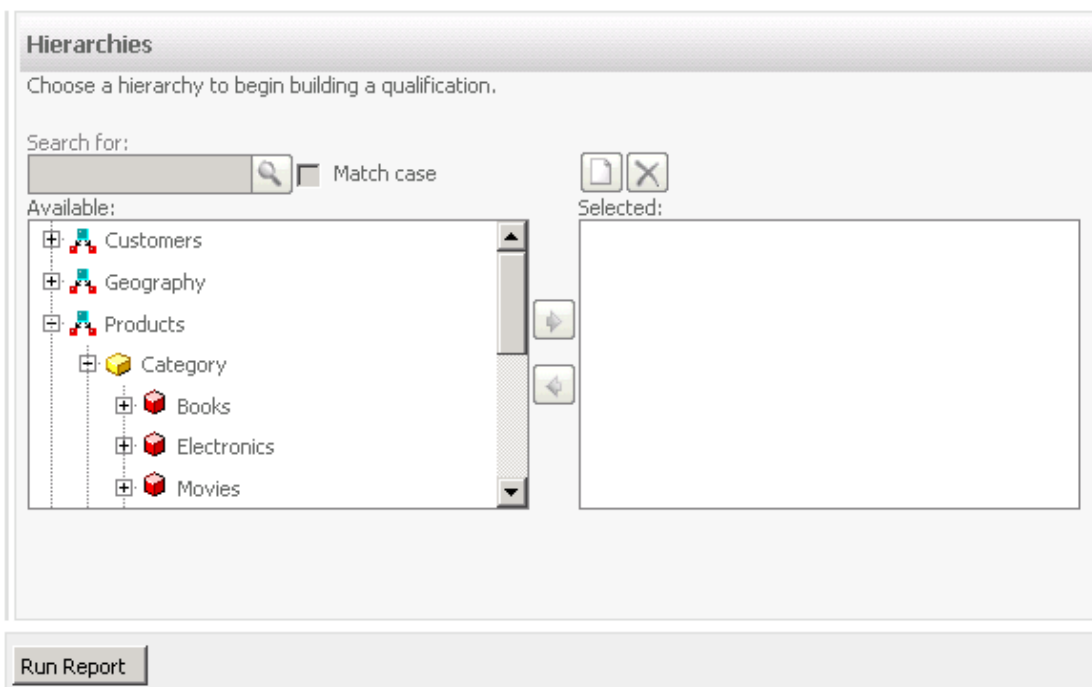 Hierarchies
Choose a hierarchy to begin building a qualification.
Search for:
Match case
Available:
Selected:
Customers
Geography
Products
Category
Books
Electronics
Movies
Run Report